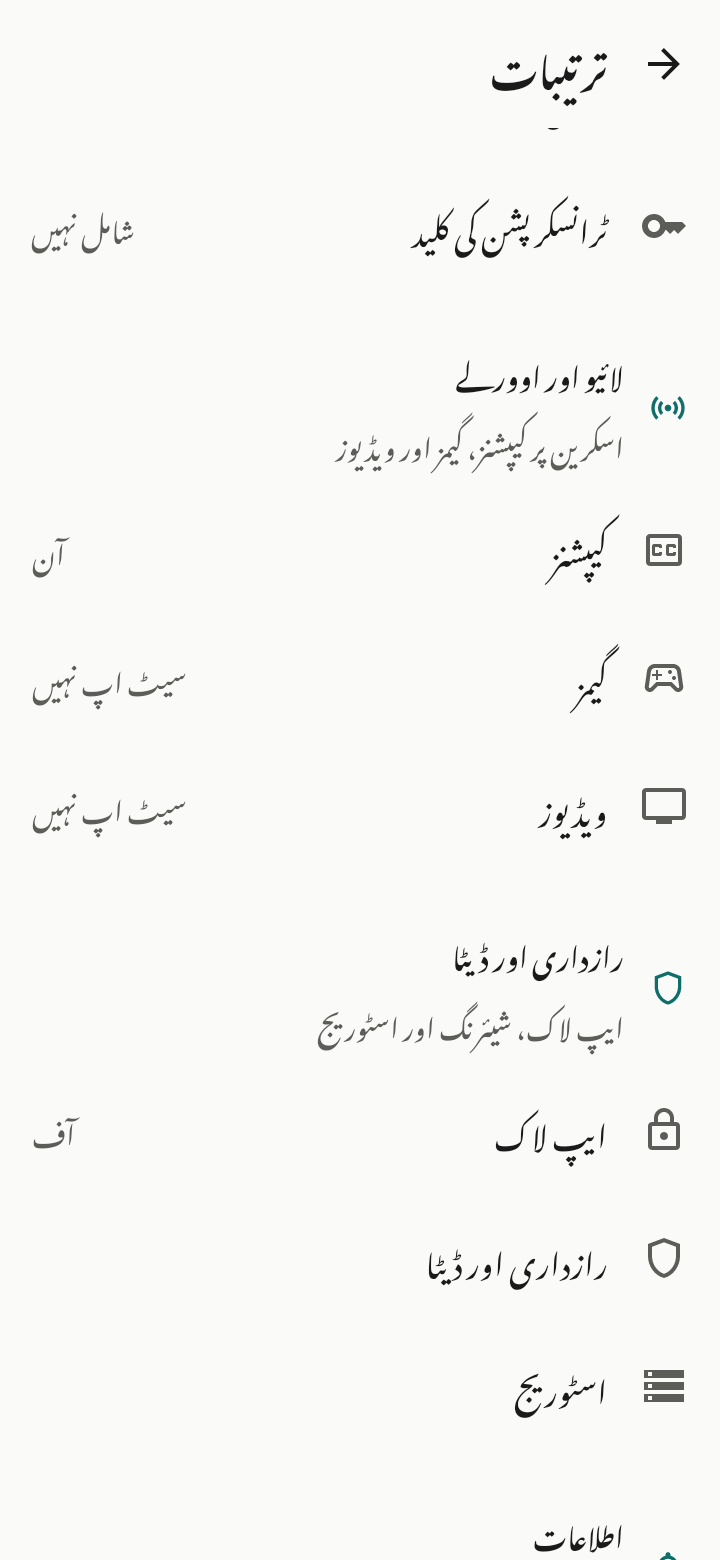 ترتیبات
ٹرانسکرپشن کی کلید
شامل نہیں
لائیو اور اوورلے
اسکرین پر کیپشنز، گیمز اور ویڈیوز
کیپشنز
آن
گیمز
سیٹ اپ نہیں
ویڈیوز
سیٹ اپ نہیں
رازداری اور ڈیٹا
ایپ لاک، شیئرنگ اور اسٹوریج
ایپ لاک
آف
رازداری اور ڈیٹا
اسٹوریج
اطلاعات